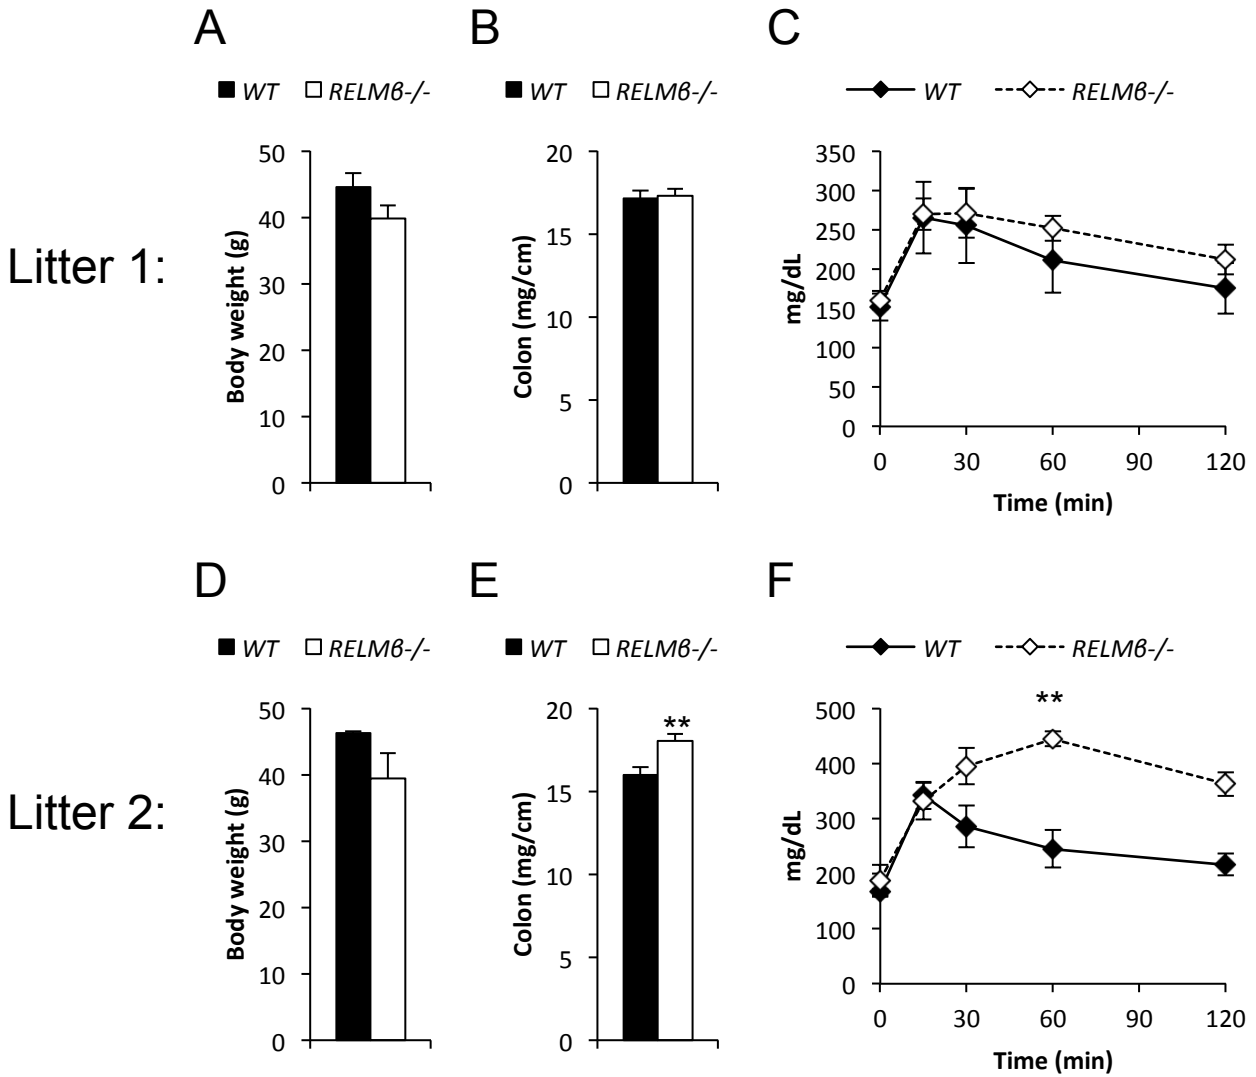 A
B
C
WT RELMβ-/-
WT RELMβ-/-
WT RELMβ-/-
Litter 1:
Body weight (g)
50
40
30
20
10
0
Colon (mg/cm)
20
15
10
5
0
mg/dL
350
300
250
200
150
100
50
0
0 30 60 90 120
Time (min)
D
E
F
WT RELMβ-/-
WT RELMβ-/-
WT RELMβ-/-
Litter 2:
Body weight (g)
50
40
30
20
10
0
Colon (mg/cm)
20
15
10
5
0
**
mg/dL
500
400
300
200
100
0
**
0 30 60 90 120
Time (min)